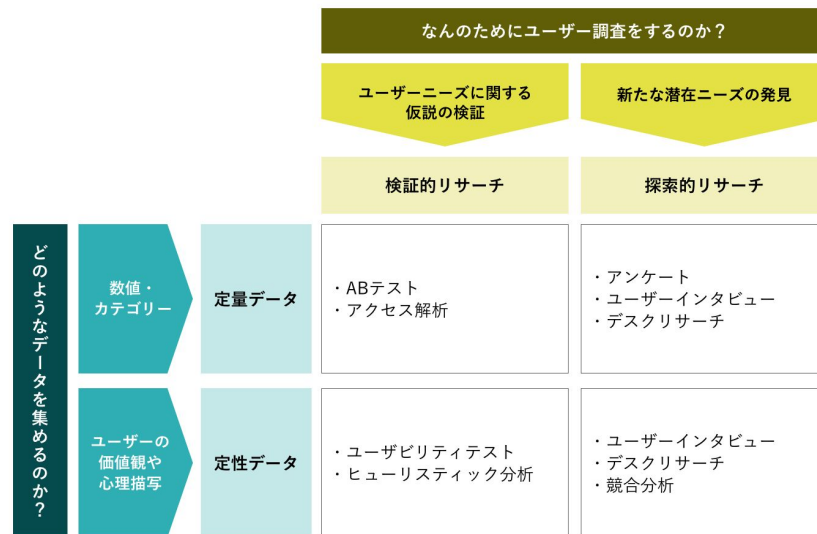 なんのためにユーザー調査をするのか？
ユーザーニーズに関する
仮説の検証
新たな潜在ニーズの発見
検証的リサーチ
探索的リサーチ
どのようなデータを集めるのか？
数値・
カテゴリー
定量データ
・ABテスト
・アクセス解析
・アンケート
・ユーザーインタビュー
・デスクリサーチ
ユーザーの
価値観や
心理描写
定性データ
・ユーザビリティテスト
・ヒューリスティック分析
・ユーザーインタビュー
・デスクリサーチ
・競合分析